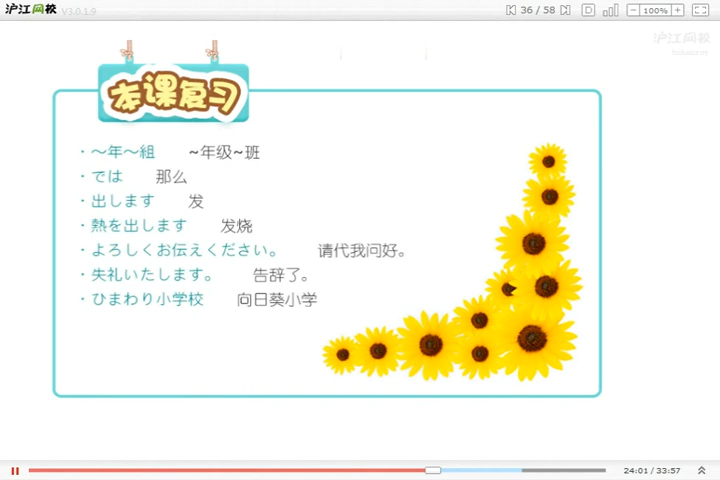 沪江网校 V3.0.1.9
36 / 58
100%
沪江网校
本课复习
・～年～組 ~年级~班
・では 那么
・出します 发
・熱を出します 发烧
・よろしくお伝えください。 请代我问好。
・失礼いたします。 告辞了。
・ひまわり小学校 向日葵小学
24:01 / 33:57